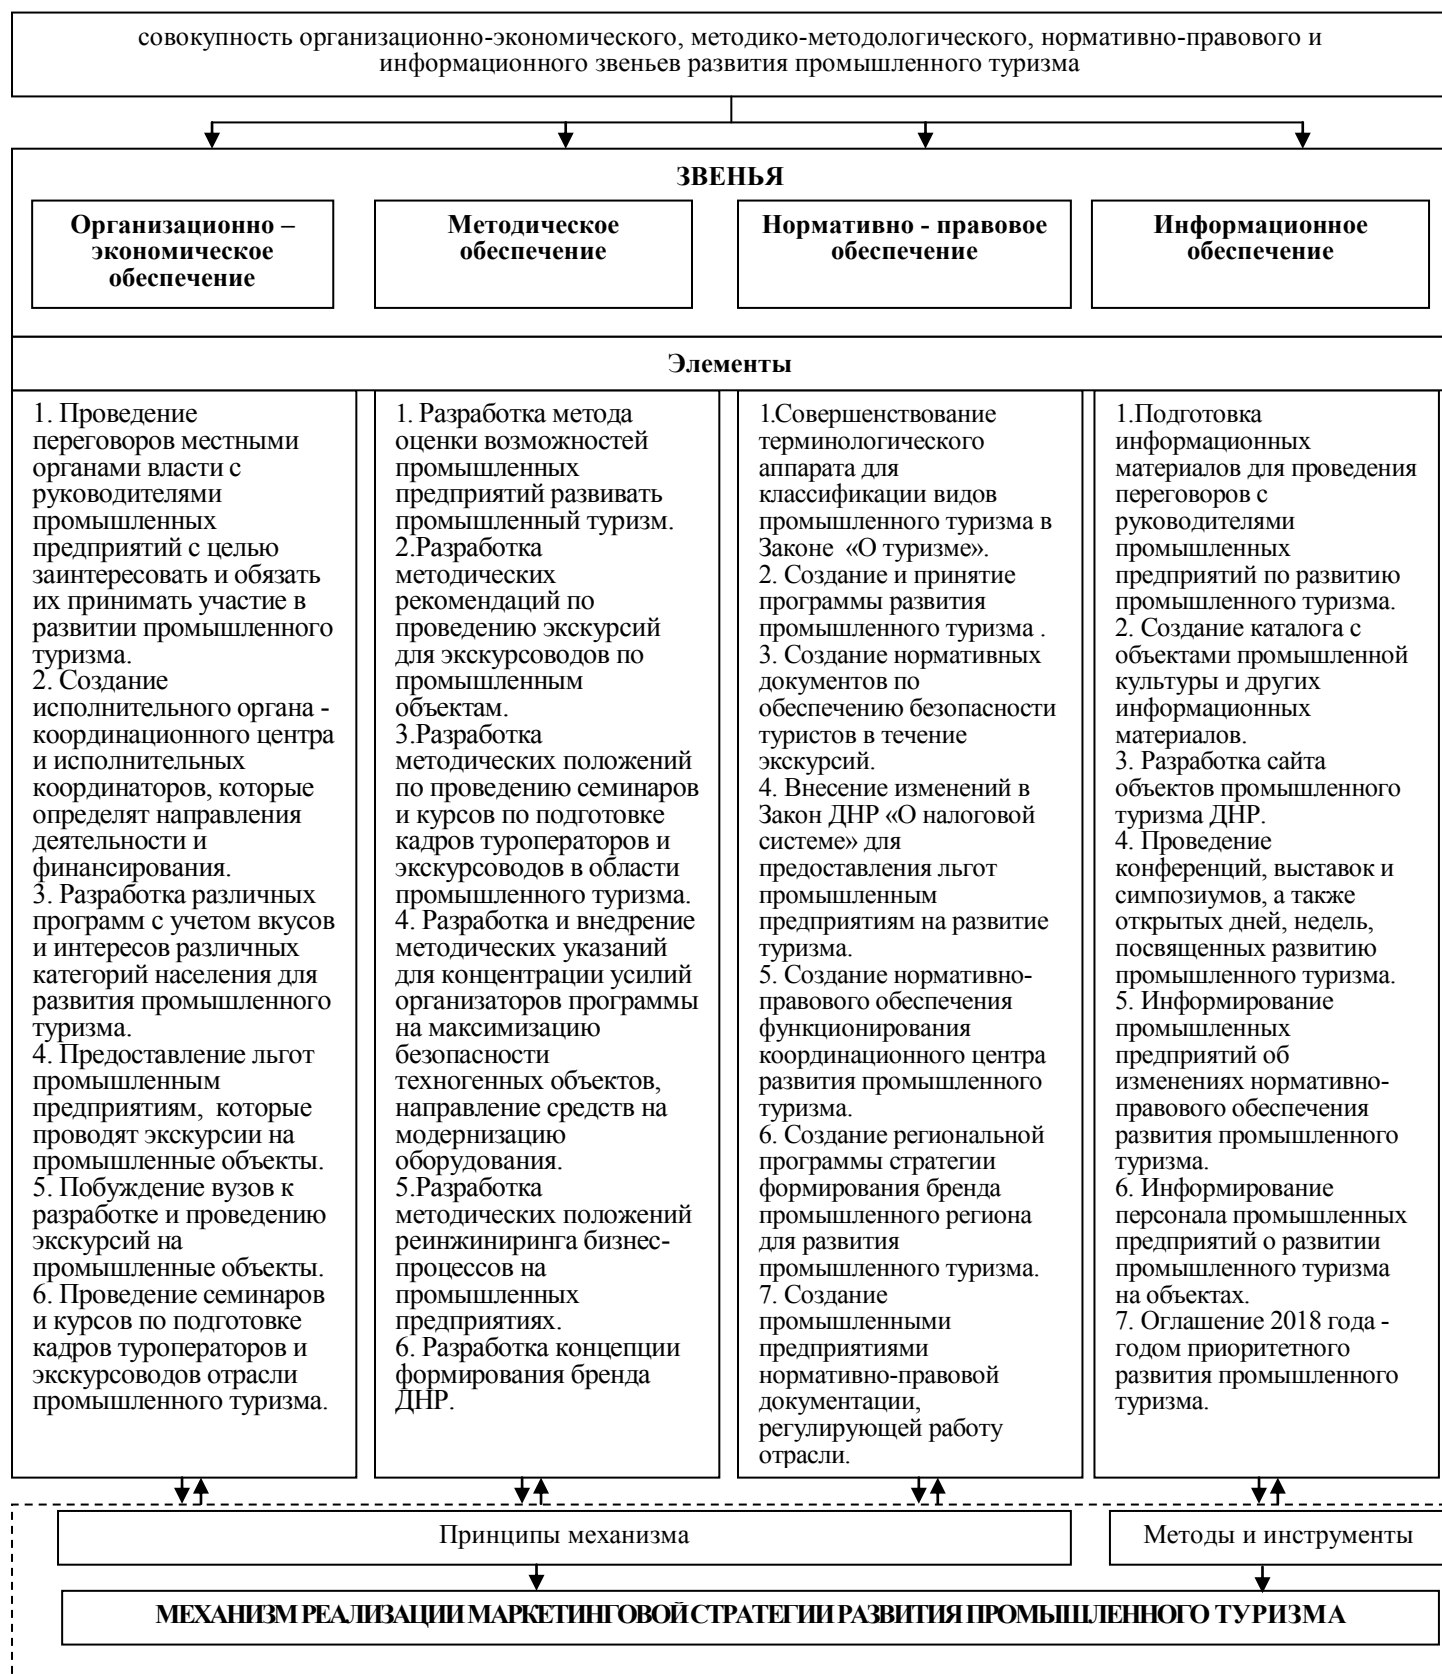 совокупность организационно-экономического, методико-методологического, нормативно-правового и
информационного звеньев развития промышленного туризма
ЗВЕНЬЯ
Организационно –
экономическое
обеспечение
Методическое
обеспечение
Нормативно - правовое
обеспечение
Информационное
обеспечение
Элементы
1. Проведение
переговоров местными
органами власти с
руководителями
промышленных
предприятий с целью
заинтересовать и обязать
их принимать участие в
развитии промышленного
туризма.
2. Создание
исполнительного органа -
координационного центра
и исполнительных
координаторов, которые
определят направления
деятельности и
финансирования.
3. Разработка различных
программ с учетом вкусов
и интересов различных
категорий населения для
развития промышленного
туризма.
4. Предоставление льгот
промышленным
предприятиям, которые
проводят экскурсии на
промышленные объекты.
5. Побуждение вузов к
разработке и проведению
экскурсий на
промышленные объекты.
6. Проведение семинаров
и курсов по подготовке
кадров туроператоров и
экскурсоводов отрасли
промышленного туризма.
1. Разработка метода
оценки возможностей
промышленных
предприятий развивать
промышленный туризм.
2.Разработка
методических
рекомендаций по
проведению экскурсий
для экскурсоводов по
промышленным
объектам.
3.Разработка
методических положений
по проведению семинаров
и курсов по подготовке
кадров туроператоров и
экскурсоводов в области
промышленного туризма.
4. Разработка и внедрение
методических указаний
для концентрации усилий
организаторов программы
на максимизацию
безопасности
техногенных объектов,
направление средств на
модернизацию
оборудования.
5.Разработка
методических положений
реинжиниринга бизнес-
процессов на
промышленных
предприятиях.
6. Разработка концепции
формирования бренда
ДНР.
1.Совершенствование
терминологического
аппарата для
классификации видов
промышленного туризма в
Законе «О туризме».
2. Создание и принятие
программы развития
промышленного туризма .
3. Создание нормативных
документов по
обеспечению безопасности
туристов в течение
экскурсий.
4. Внесение изменений в
Закон ДНР «О налоговой
системе» для
предоставления льгот
промышленным
предприятиям на развитие
туризма.
5. Создание нормативно-
правового обеспечения
функционирования
координационного центра
развития промышленного
туризма.
6. Создание региональной
программы стратегии
формирования бренда
промышленного региона
для развития
промышленного туризма.
7. Создание
промышленными
предприятиями
нормативно-правовой
документации,
регулирующей работу
отрасли.
1.Подготовка
информационных
материалов для проведения
переговоров с
руководителями
промышленных
предприятий по развитию
промышленного туризма.
2. Создание каталога с
объектами промышленной
культуры и других
информационных
материалов.
3. Разработка сайта
объектов промышленного
туризма ДНР.
4. Проведение
конференций, выставок и
симпозиумов, а также
открытых дней, недель,
посвященных развитию
промышленного туризма.
5. Информирование
промышленных
предприятий об
изменениях нормативно-
правового обеспечения
развития промышленного
туризма.
6. Информирование
персонала промышленных
предприятий о развитии
промышленного туризма
на объектах.
7. Оглашение 2018 года -
годом приоритетного
развития промышленного
туризма.
Принципы механизма
Методы и инструменты
МЕХАНИЗМ РЕАЛИЗАЦИИ МАРКЕТИНГОВОЙ СТРАТЕГИИ РАЗВИТИЯ ПРОМЫШЛЕННОГО ТУРИЗМА